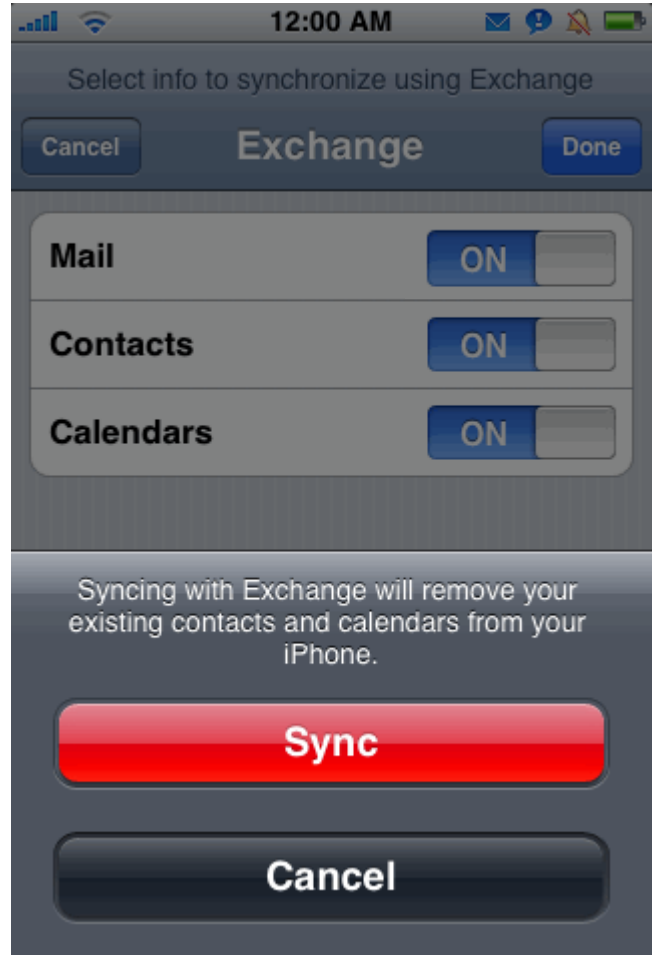 12:00 AM
Select info to synchronize using Exchange
Cancel Exchange Done
Mail ON
Contacts ON
Calendars ON
Syncing with Exchange will remove your
existing contacts and calendars from your
iPhone.
Sync
Cancel